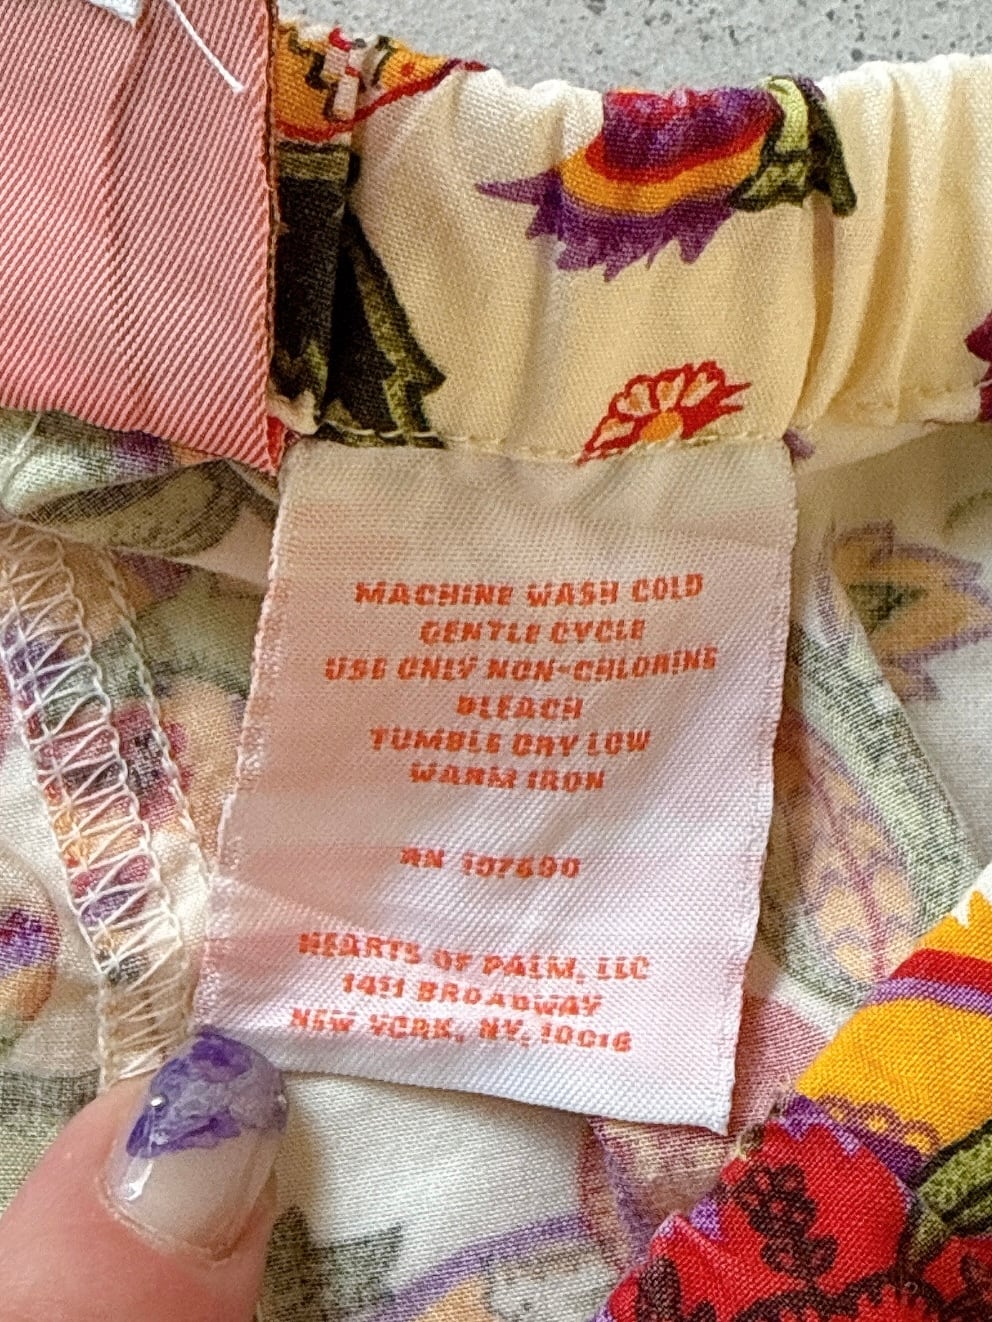 MACHINE WASH COLD
GENTLE CYCLE
USE ONLY NON-CHLORINE
BLEACH
TUMBLE DRY LOW
WARM IRON
RN 107690
HEARTS OF PALM, LLC
1411 BROADWAY
NEW YORK, NY, 10018